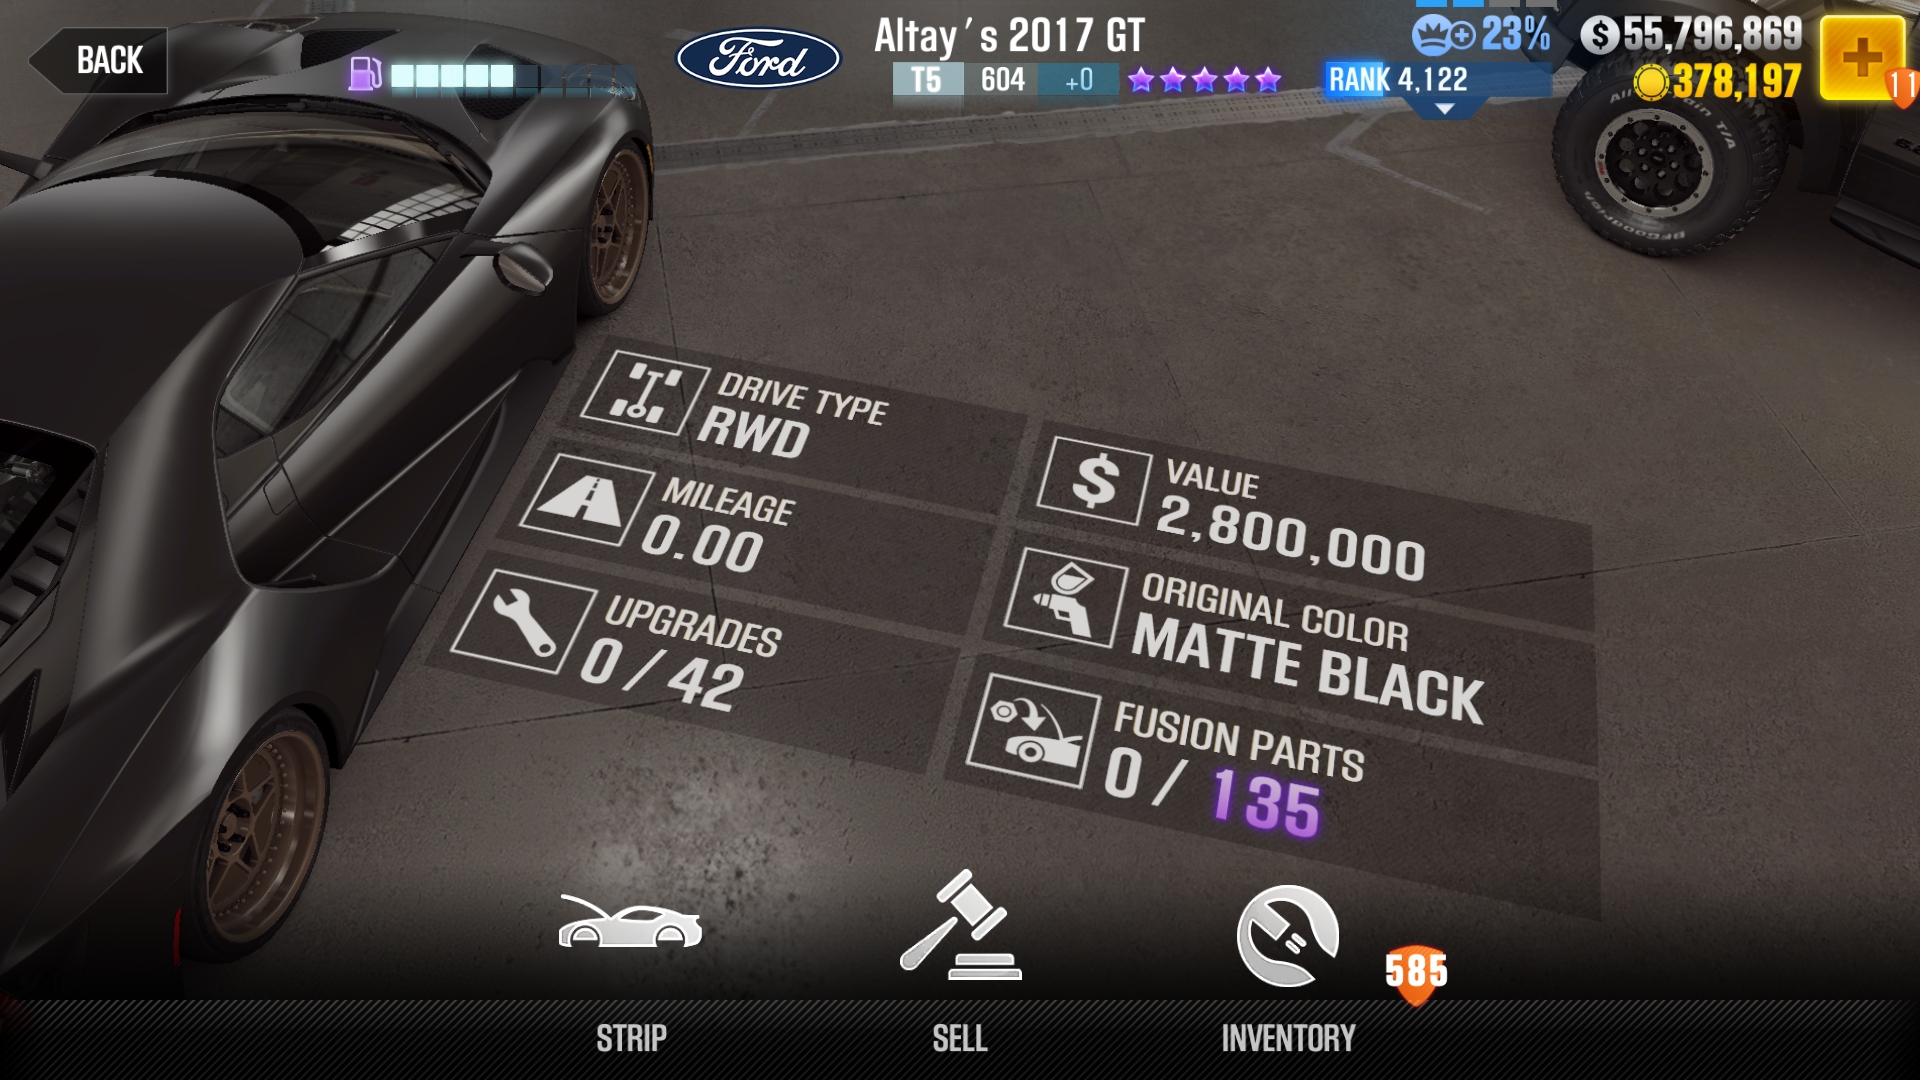 BACK
Ford
Altay's 2017 GT
T5 604 +0
RANK 4,122
23%
55,796,869
378,197
11
DRIVE TYPE
RWD
MILEAGE
0.00
UPGRADES
0 / 42
VALUE
2,800,000
ORIGINAL COLOR
MATTE BLACK
FUSION PARTS
0 / 135
585
STRIP
SELL
INVENTORY
BFGoodrich